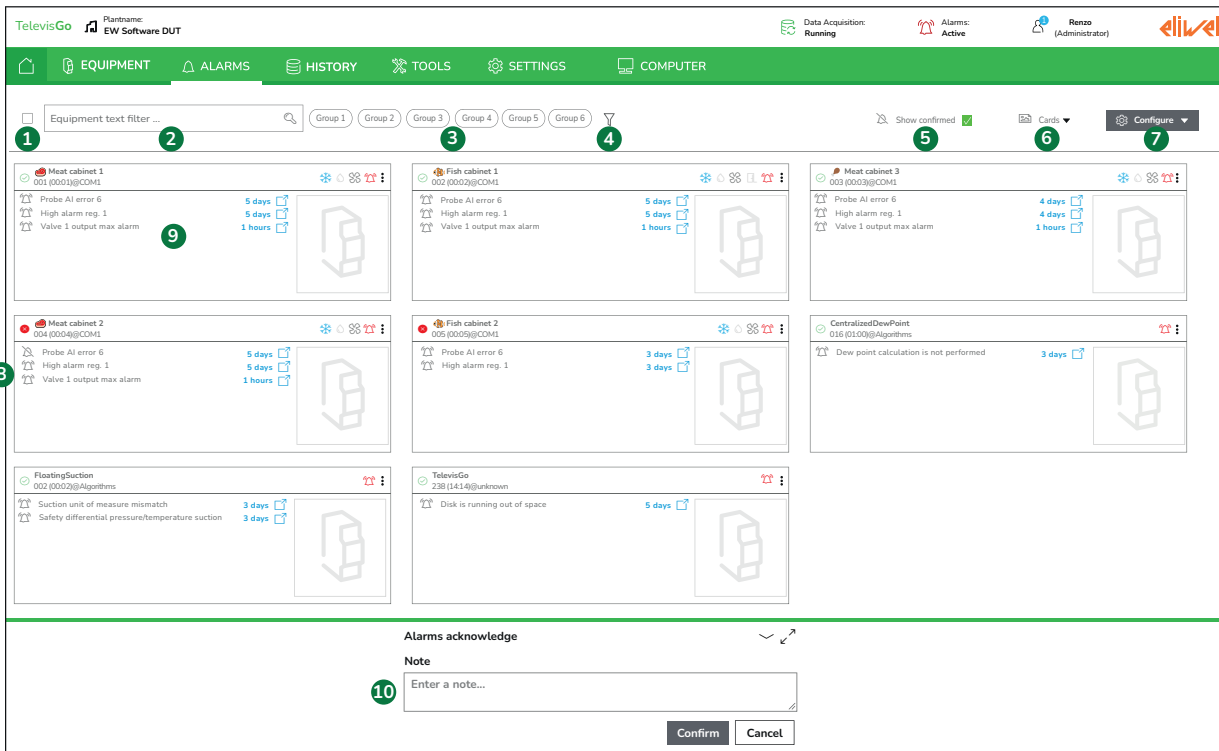 TelevisGo
Plantname:
EW Software DUT
Data Acquisition:
Running
Alarms:
Active
1
Renzo
(Administrator)
eliwel
EQUIPMENT
ALARMS
HISTORY
TOOLS
SETTINGS
COMPUTER
Equipment text filter ...
Group 1
Group 2
Group 3
Group 4
Group 5
Group 6
Show confirmed
Cards
Configure
1
2
3
4
5
6
7
Meat cabinet 1
001 (00:01)@COM1
Probe AI error 6 5 days
High alarm reg. 1 5 days
Valve 1 output max alarm 1 hours
9
Fish cabinet 1
002 (00:02)@COM1
Probe AI error 6 5 days
High alarm reg. 1 5 days
Valve 1 output max alarm 1 hours
Meat cabinet 3
003 (00:03)@COM1
Probe AI error 6 4 days
High alarm reg. 1 4 days
Valve 1 output max alarm 1 hours
Meat cabinet 2
004 (00:04)@COM1
Probe AI error 6 5 days
High alarm reg. 1 5 days
Valve 1 output max alarm 1 hours
Fish cabinet 2
005 (00:05)@COM1
Probe AI error 6 3 days
High alarm reg. 1 3 days
CentralizedDewPoint
016 (01:00)@Algorithms
Dew point calculation is not performed 3 days
FloatingSuction
002 (00:02)@Algorithms
Suction unit of measure mismatch 3 days
Safety differential pressure/temperature suction 3 days
TelevisGo
238 (14:14)@unknown
Disk is running out of space 5 days
Alarms acknowledge
Note
10
Enter a note...
Confirm
Cancel